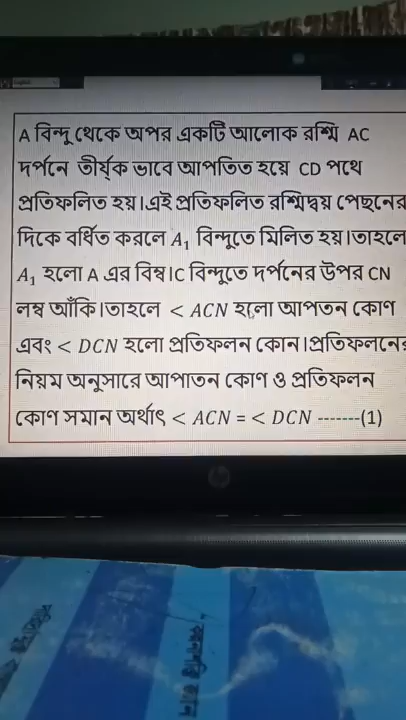 A বিন্দু থেকে অপর একটি আলোক রশ্মি AC
দর্পনে তীর্যক ভাবে আপতিত হয়ে CD পথে
প্রতিফলিত হয়।এই প্রতিফলিত রশ্মিদ্বয় পেছনের
দিকে বর্ধিত করলে A₁ বিন্দুতে মিলিত হয়।তাহলে
A₁ হলো A এর বিম্ব।C বিন্দুতে দর্পনের উপর CN
লম্ব আঁকি।তাহলে < ACN হলো আপতন কোণ
এবং < DCN হলো প্রতিফলন কোন।প্রতিফলনের
নিয়ম অনুসারে আপাতন কোণ ও প্রতিফলন
কোণ সমান অর্থাৎ < ACN = < DCN -------(1)